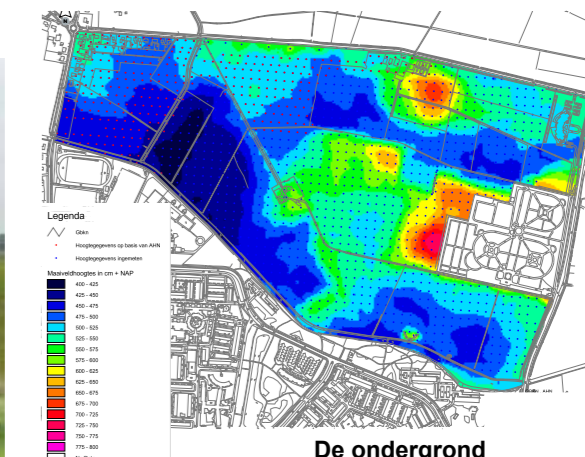 N
Legenda
Gbkn
Hoogtegegevens op basis van AHN
Hoogtegegevens ingemeten
Maaiveldhoogtes in cm + NAP
400 - 425
425 - 450
450 - 475
475 - 500
500 - 525
525 - 550
550 - 575
575 - 600
600 - 625
625 - 650
650 - 675
675 - 700
700 - 725
725 - 750
750 - 775
775 - 800
De ondergrond